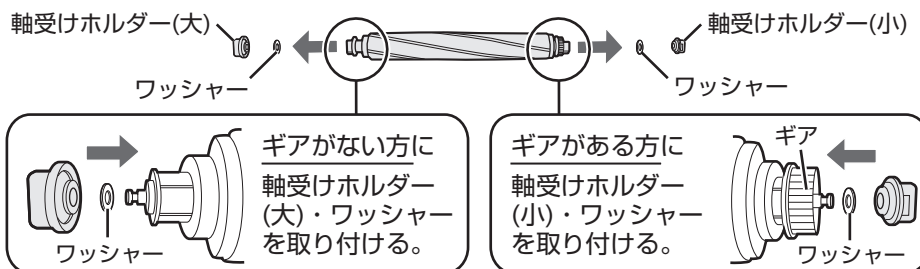 軸受けホルダー(大)
軸受けホルダー(小)
ワッシャー
ワッシャー
ギアがない方に
軸受けホルダー
(大)・ワッシャー
を取り付ける。
ワッシャー
ギアがある方に
軸受けホルダー
(小)・ワッシャー
を取り付ける。
ギア
ワッシャー